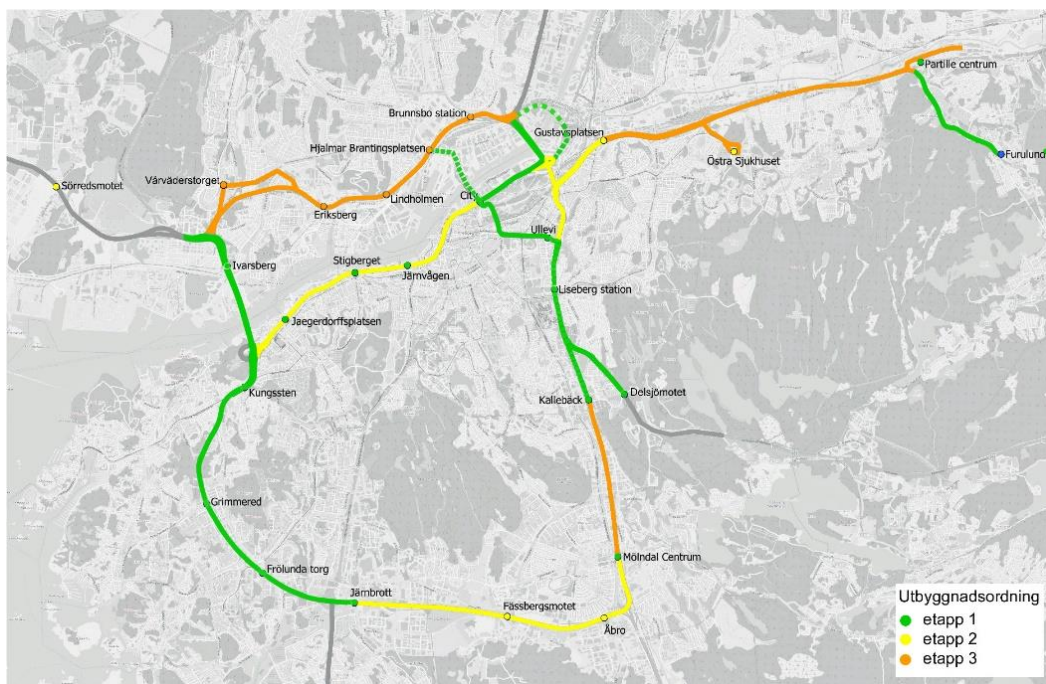 Partille centrum
Brunnsbo station
Gustavsplatsen
Hjalmar Brantingsplatsen
Östra Sjukhuset
Furulund
Sörredsmotet
Vårväderstorget
Lindholmen
City
Eriksberg
Ullevi
Ivarsberg
Stigberget
Järnvågen
Liseberg station
Jaegerdorffsplatsen
Kungssten
Delsjömotet
Kallebäck
Grimmered
Mölndal Centrum
Frölunda torg
Järnbrott
Fässbergsmotet
Åbro
Utbyggnadsordning
etapp 1
etapp 2
etapp 3